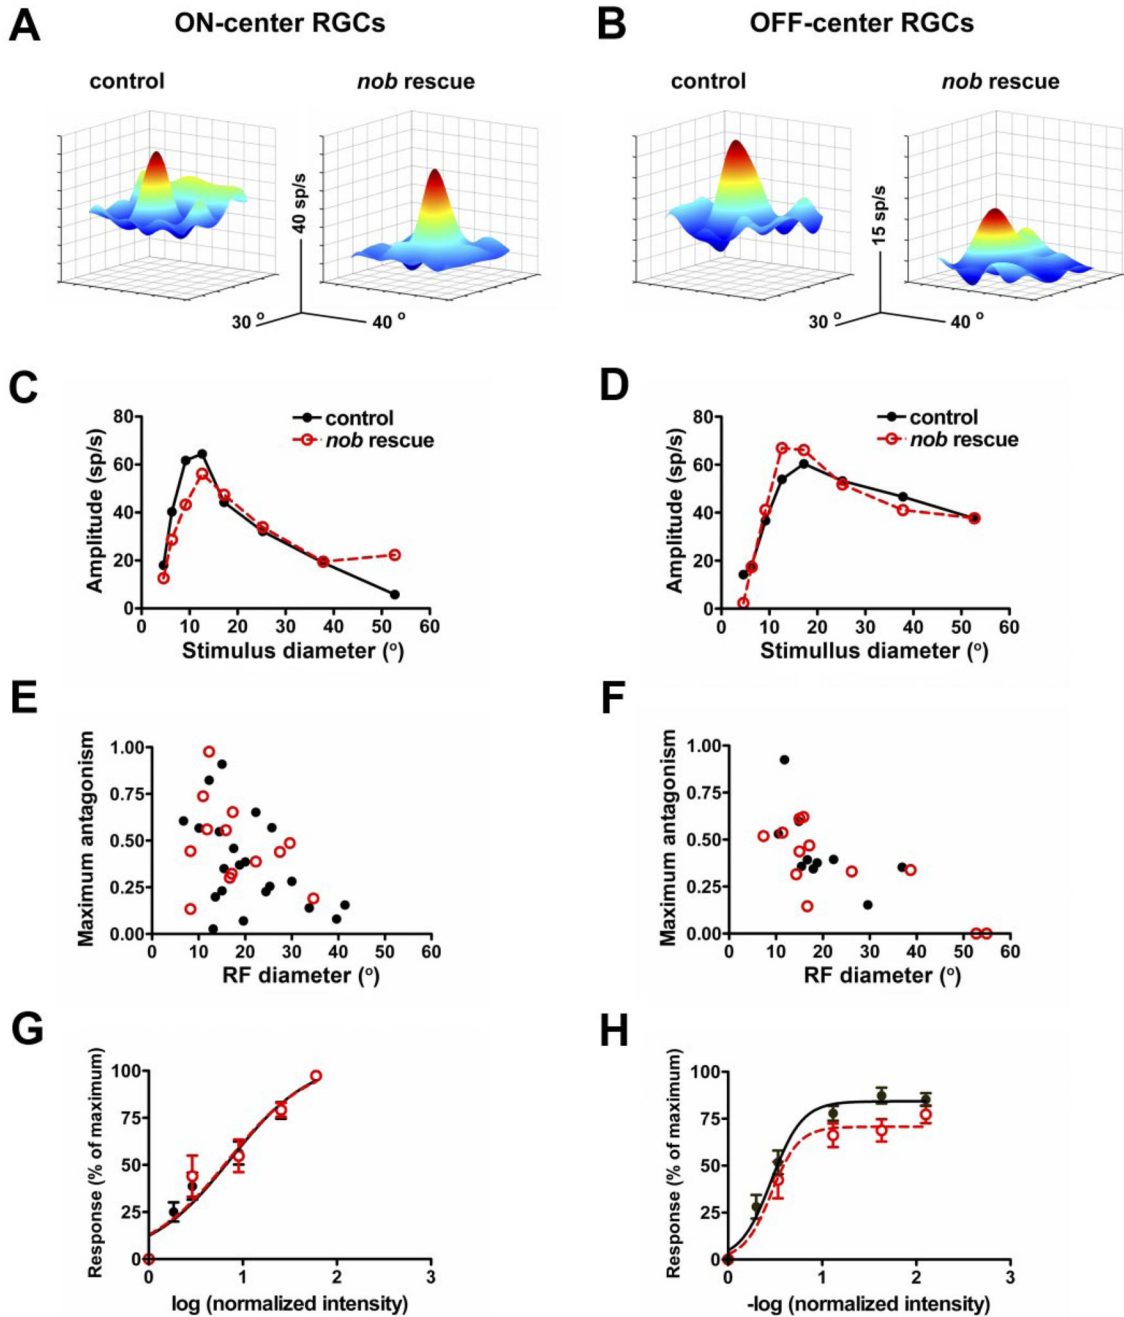 A
ON-center RGCs
B
OFF-center RGCs
control
nob rescue
control
nob rescue
40 sp/s
15 sp/s
30 o
40 o
30 o
40 o
C
D
control
nob rescue
control
nob rescue
Amplitude (sp/s)
80
60
40
20
0
0 10 20 30 40 50 60
Stimulus diameter (o)
Amplitude (sp/s)
80
60
40
20
0
0 10 20 30 40 50 60
Stimullus diameter (o)
E
F
Maximum antagonism
1.00
0.75
0.50
0.25
0.00
0 10 20 30 40 50 60
RF diameter (o)
Maximum antagonism
1.00
0.75
0.50
0.25
0.00
0 10 20 30 40 50 60
RF diameter (o)
G
H
Response (% of maximum)
100
75
50
25
0
0 1 2 3
log (normalized intensity)
Response (% of maximum)
100
75
50
25
0
0 1 2 3
-log (normalized intensity)